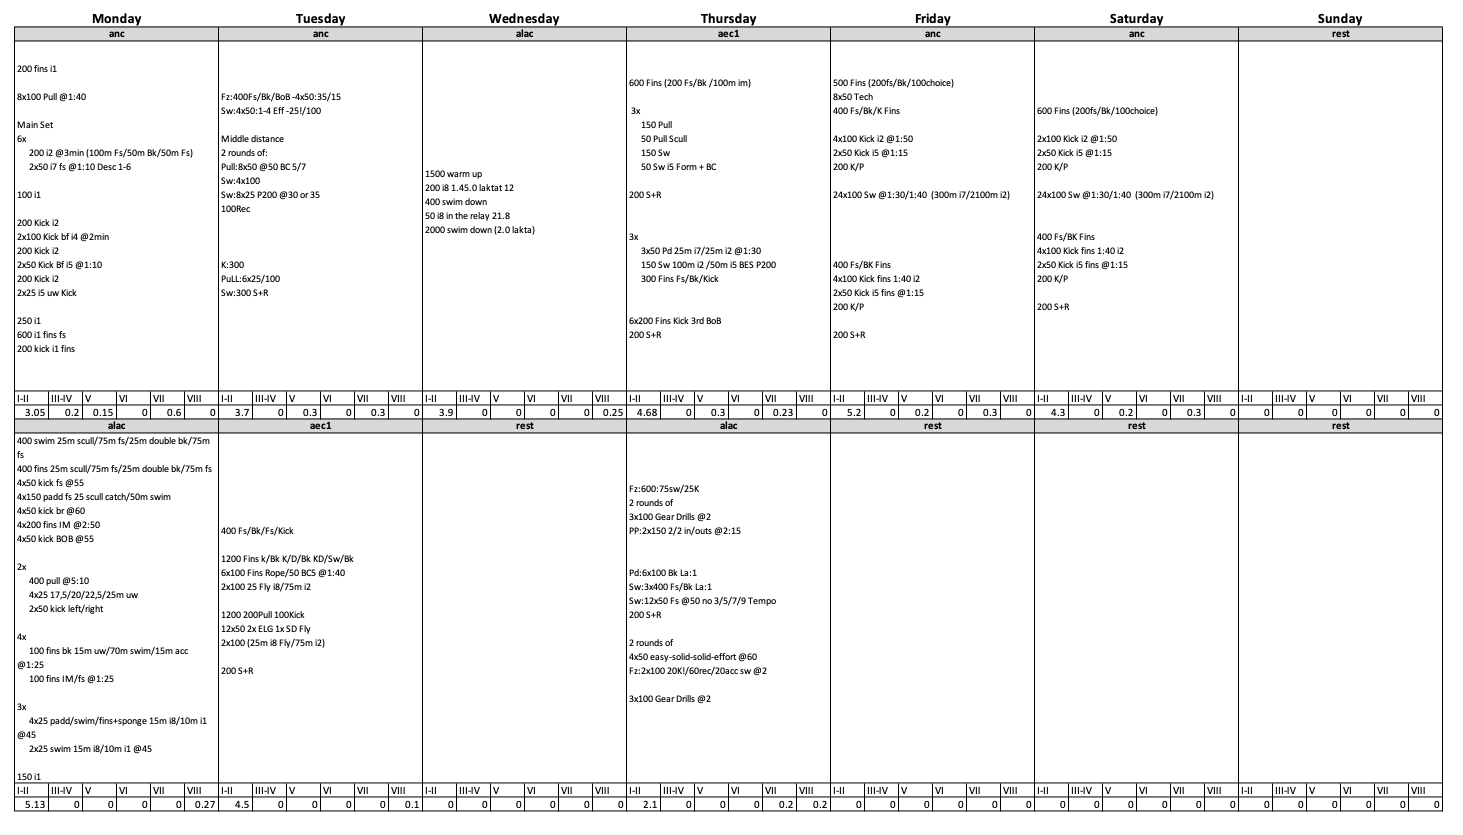 Monday
Tuesday
Wednesday
Thursday
Friday
Saturday
Sunday
anc
anc
alac
aec1
anc
anc
rest
200 fins i1
8x100 Pull @1:40
Main Set
6x
200 i2 @3min (100m Fs/50m Bk/50m Fs)
2x50 i7 fs @1:10 Desc 1-6
100 i1
200 Kick i2
2x100 Kick bf i4 @2min
200 Kick i2
2x50 Kick Bf i5 @1:10
200 Kick i2
2x25 i5 uw Kick
250 i1
600 i1 fins fs
200 kick i1 fins
Fz:400Fs/Bk/BoB -4x50:35/15
Sw:4x50:1-4 Eff -25!/100
Middle distance
2 rounds of:
Pull:8x50 @50 BC 5/7
Sw:4x100
Sw:8x25 P200 @30 or 35
100Rec
K:300
PuLL:6x25/100
Sw:300 S+R
1500 warm up
200 i8 1.45.0 laktat 12
400 swim down
50 i8 in the relay 21.8
2000 swim down (2.0 lakta)
600 Fins (200 Fs/Bk /100m im)
3x
150 Pull
50 Pull Scull
150 Sw
50 Sw i5 Form + BC
200 S+R
3x
3x50 Pd 25m i7/25m i2 @1:30
150 Sw 100m i2 /50m i5 BES P200
300 Fins Fs/Bk/Kick
6x200 Fins Kick 3rd BoB
200 S+R
500 Fins (200fs/Bk/100choice)
8x50 Tech
400 Fs/Bk/K Fins
4x100 Kick i2 @1:50
2x50 Kick i5 @1:15
200 K/P
24x100 Sw @1:30/1:40 (300m i7/2100m i2)
400 Fs/BK Fins
4x100 Kick fins 1:40 i2
2x50 Kick i5 fins @1:15
200 K/P
200 S+R
600 Fins (200fs/Bk/100choice)
2x100 Kick i2 @1:50
2x50 Kick i5 @1:15
200 K/P
24x100 Sw @1:30/1:40 (300m i7/2100m i2)
400 Fs/BK Fins
4x100 Kick fins 1:40 i2
2x50 Kick i5 fins @1:15
200 K/P
200 S+R
I-II III-IV V VI VII VIII I-II III-IV V VI VII VIII I-II III-IV V VI VII VIII I-II III-IV V VI VII VIII I-II III-IV V VI VII VIII I-II III-IV V VI VII VIII I-II III-IV V VI VII VIII
3.05 0.2 0.15 0 0.6 0 3.7 0 0.3 0 0.3 0 3.9 0 0 0 0 0.25 4.68 0 0.3 0 0.23 0 5.2 0 0.2 0 0.3 0 4.3 0 0.2 0 0.3 0 0 0 0 0 0 0
alac
aec1
rest
alac
rest
rest
rest
400 swim 25m scull/75m fs/25m double bk/75m
fs
400 fins 25m scull/75m fs/25m double bk/75m fs
4x50 kick fs @55
4x150 padd fs 25 scull catch/50m swim
4x50 kick br @60
4x200 fins IM @2:50
4x50 kick BOB @55
2x
400 pull @5:10
4x25 17,5/20/22,5/25m uw
2x50 kick left/right
4x
100 fins bk 15m uw/70m swim/15m acc
@1:25
100 fins IM/fs @1:25
3x
4x25 padd/swim/fins+sponge 15m i8/10m i1
@45
2x25 swim 15m i8/10m i1 @45
150 i1
400 Fs/Bk/Fs/Kick
1200 Fins k/Bk K/D/Bk KD/Sw/Bk
6x100 Fins Rope/50 BC5 @1:40
2x100 25 Fly i8/75m i2
1200 200Pull 100Kick
12x50 2x ELG 1x SD Fly
2x100 (25m i8 Fly/75m i2)
200 S+R
Fz:600:75sw/25K
2 rounds of
3x100 Gear Drills @2
PP:2x150 2/2 in/outs @2:15
Pd:6x100 Bk La:1
Sw:3x400 Fs/Bk La:1
Sw:12x50 Fs @50 no 3/5/7/9 Tempo
200 S+R
2 rounds of
4x50 easy-solid-solid-effort @60
Fz:2x100 20K!/60rec/20acc sw @2
3x100 Gear Drills @2
I-II III-IV V VI VII VIII I-II III-IV V VI VII VIII I-II III-IV V VI VII VIII I-II III-IV V VI VII VIII I-II III-IV V VI VII VIII I-II III-IV V VI VII VIII I-II III-IV V VI VII VIII
5.13 0 0 0 0 0.27 4.5 0 0 0 0 0.1 0 0 0 0 0 0 2.1 0 0 0 0.2 0.2 0 0 0 0 0 0 0 0 0 0 0 0 0 0 0 0 0 0